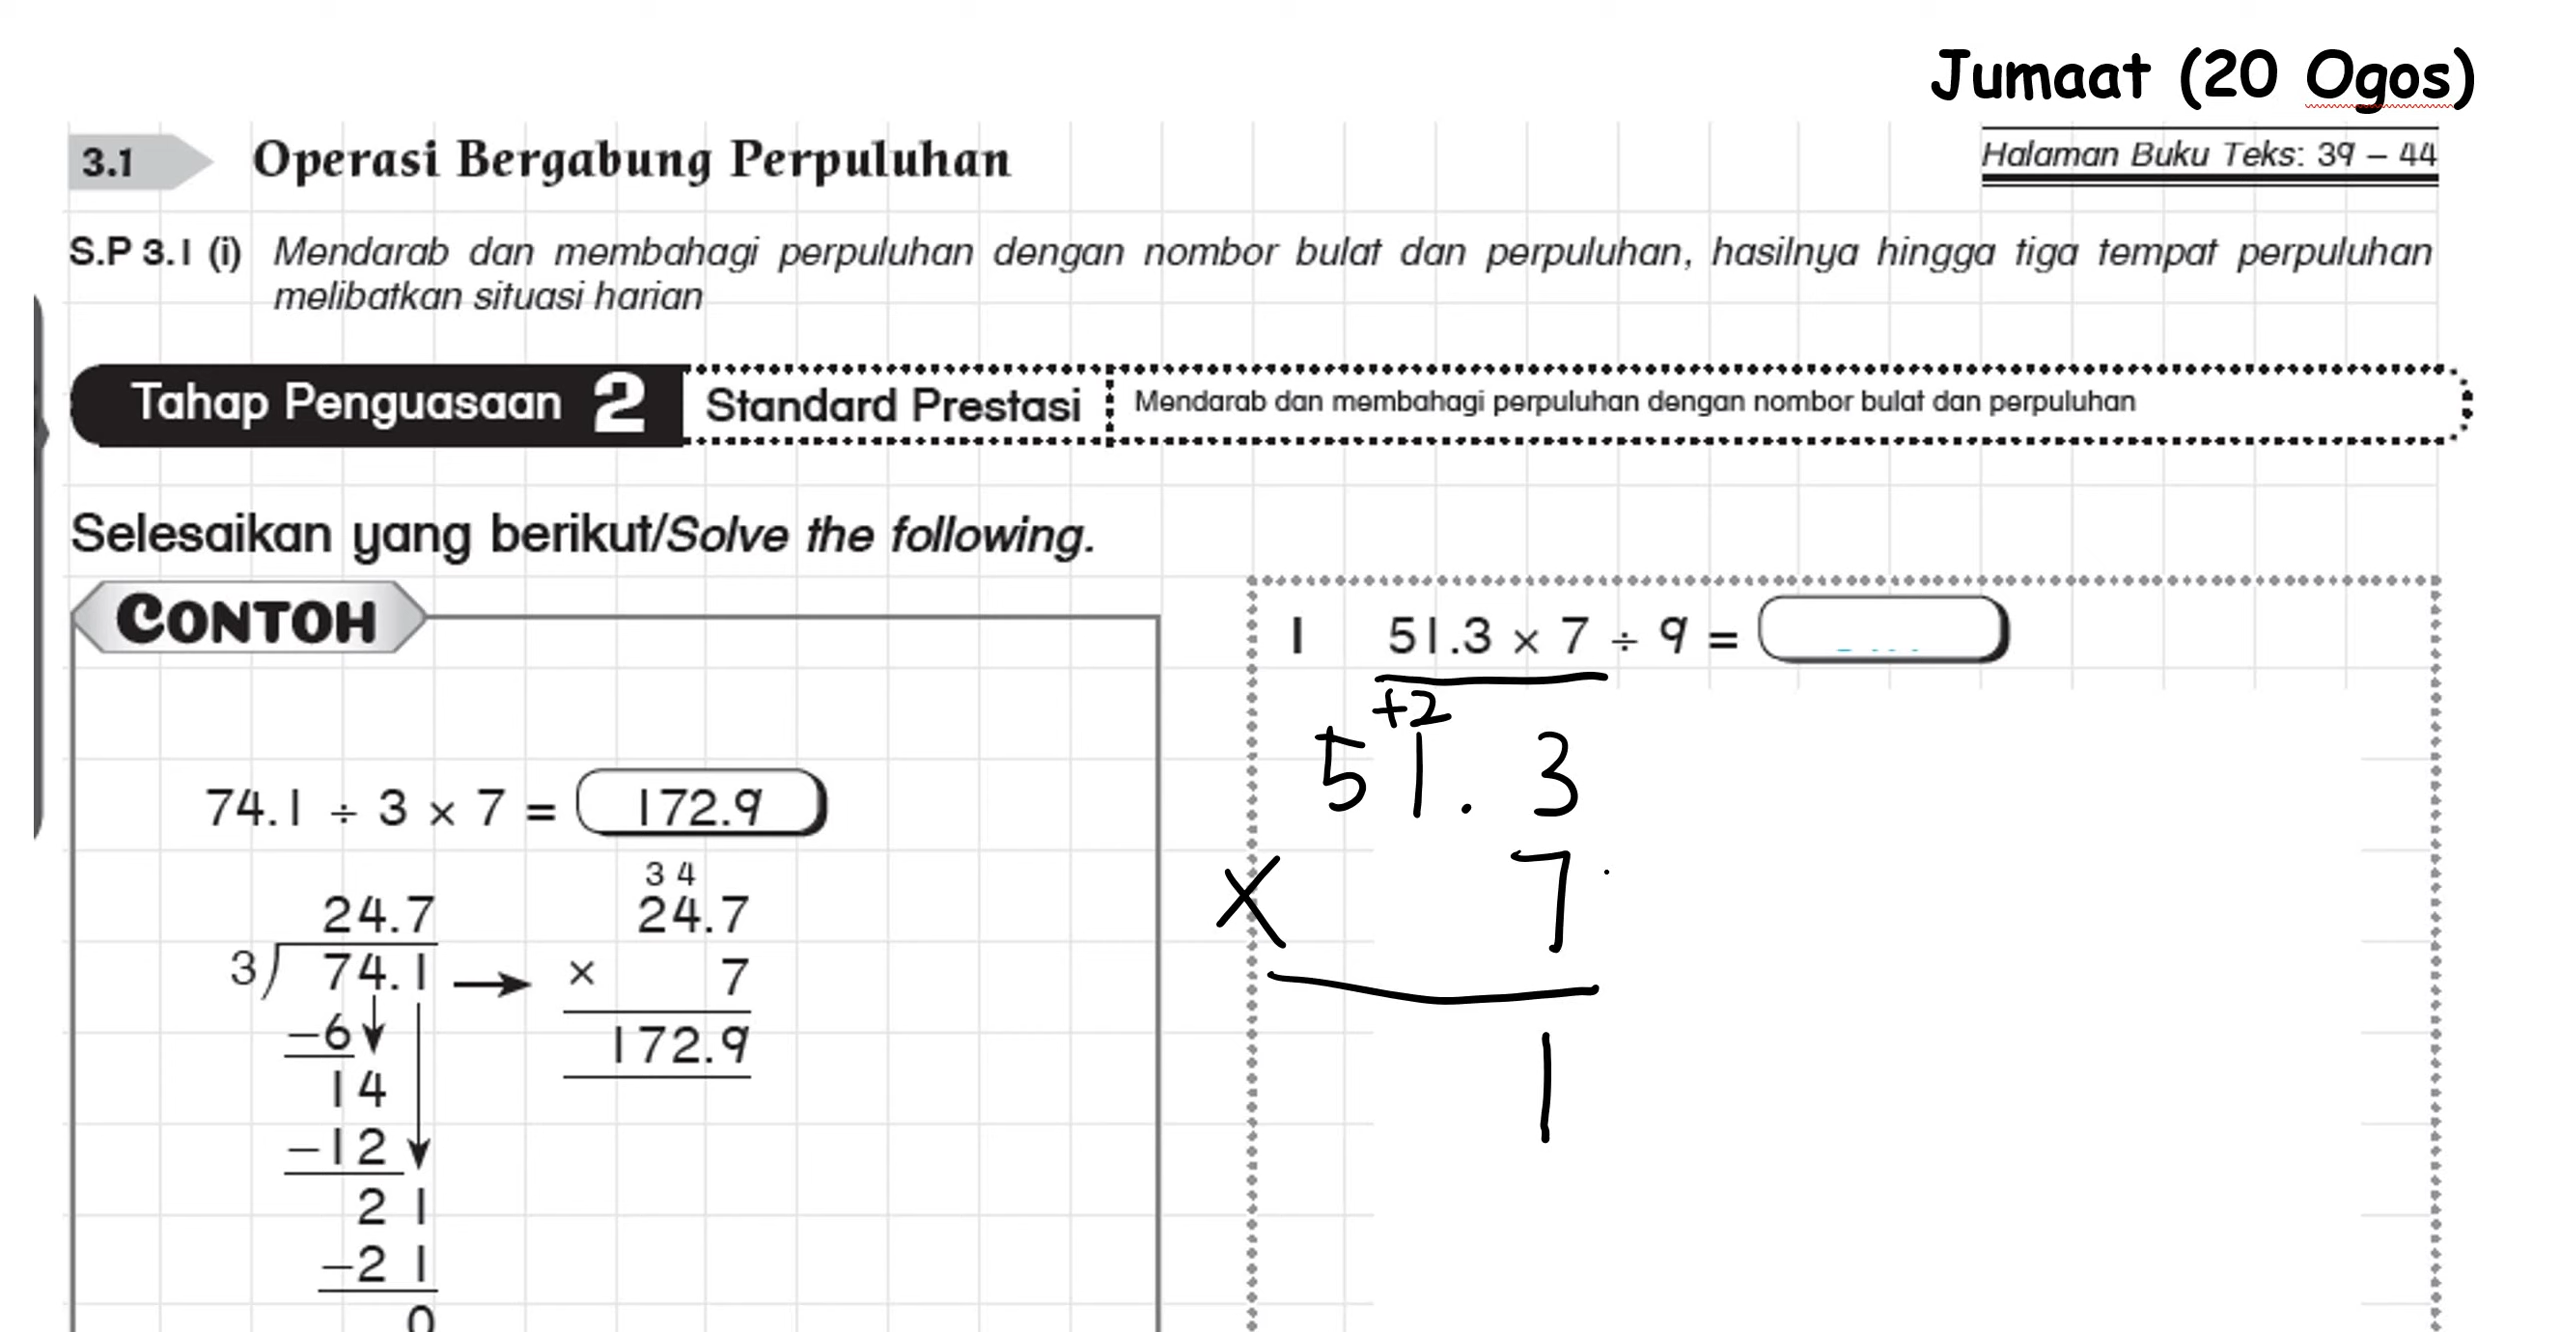 Jumaat (20 Ogos)
3.1 Operasi Bergabung Perpuluhan
Halaman Buku Teks: 39 – 44
S.P 3.1 (i) Mendarab dan membahagi perpuluhan dengan nombor bulat dan perpuluhan, hasilnya hingga tiga tempat perpuluhan
melibatkan situasi harian
Tahap Penguasaan 2 Standard Prestasi Mendarab dan membahagi perpuluhan dengan nombor bulat dan perpuluhan
Selesaikan yang berikut/Solve the following.
CONTOH
74.1 ÷ 3 × 7 = 172.9
24.7
3) 74.1
−6
14
−12
2 1
−2 1
0
3 4
24.7
× 7
172.9
1 51.3 × 7 ÷ 9 =
+2
51.3
× 7
1